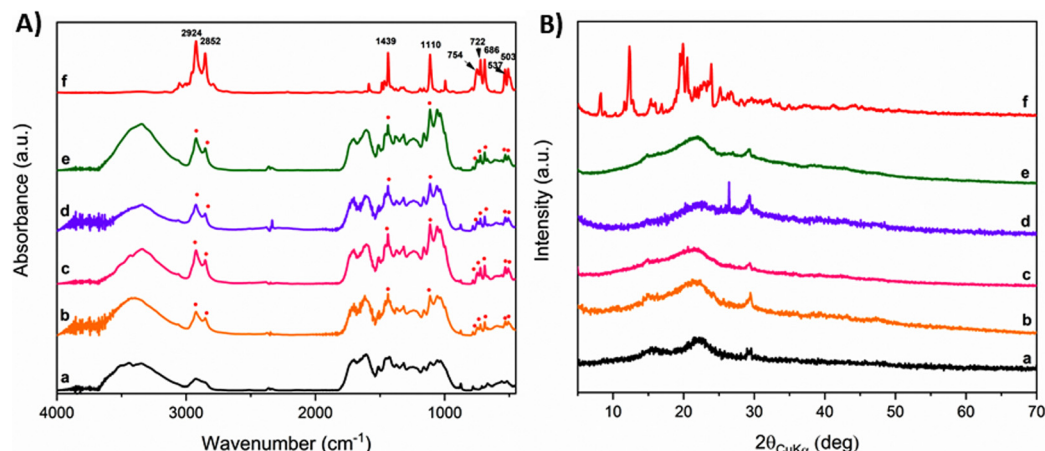 A)
2924
2852
1439
1110
754
722
686
537
503
f
e
d
c
b
a
4000 3000 2000 1000
Wavenumber (cm⁻¹)
Absorbance (a.u.)
B)
f
e
d
c
b
a
10 20 30 40 50 60 70
2θCuKα (deg)
Intensity (a.u.)